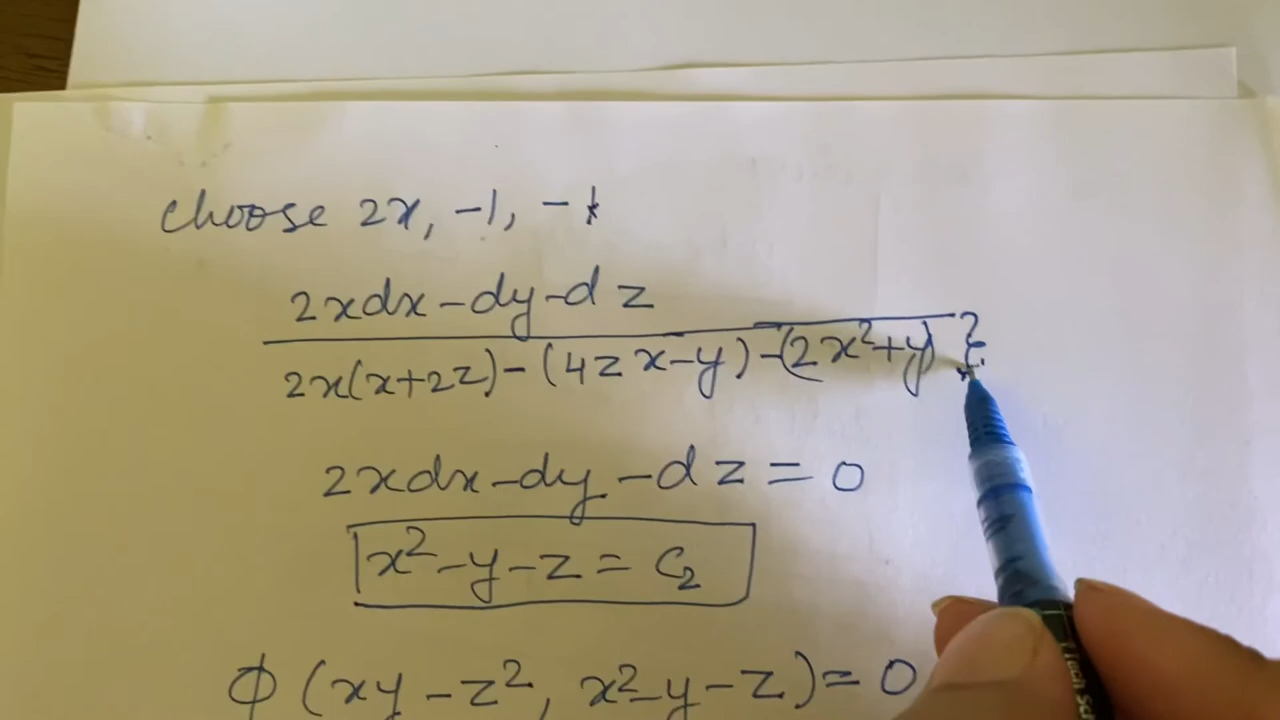 choose 2x, -1, -1
2xdx-dy-dz
2x(x+2z)-(4zx-y)-(2x²+y)
2xdx-dy-dz=0
x²-y-z=c₂
ϕ(xy-z², x²-y-z)=0